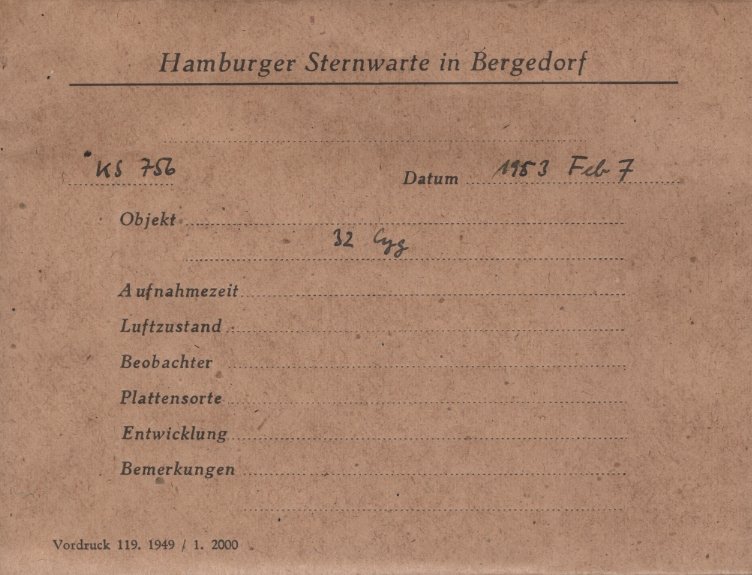 Hamburger Sternwarte in Bergedorf
KS 756 Datum 1953 Feb 7
Objekt
32 Cyg
Aufnahmezeit
Luftzustand
Beobachter
Plattensorte
Entwicklung
Bemerkungen
Vordruck 119. 1949 / 1. 2000